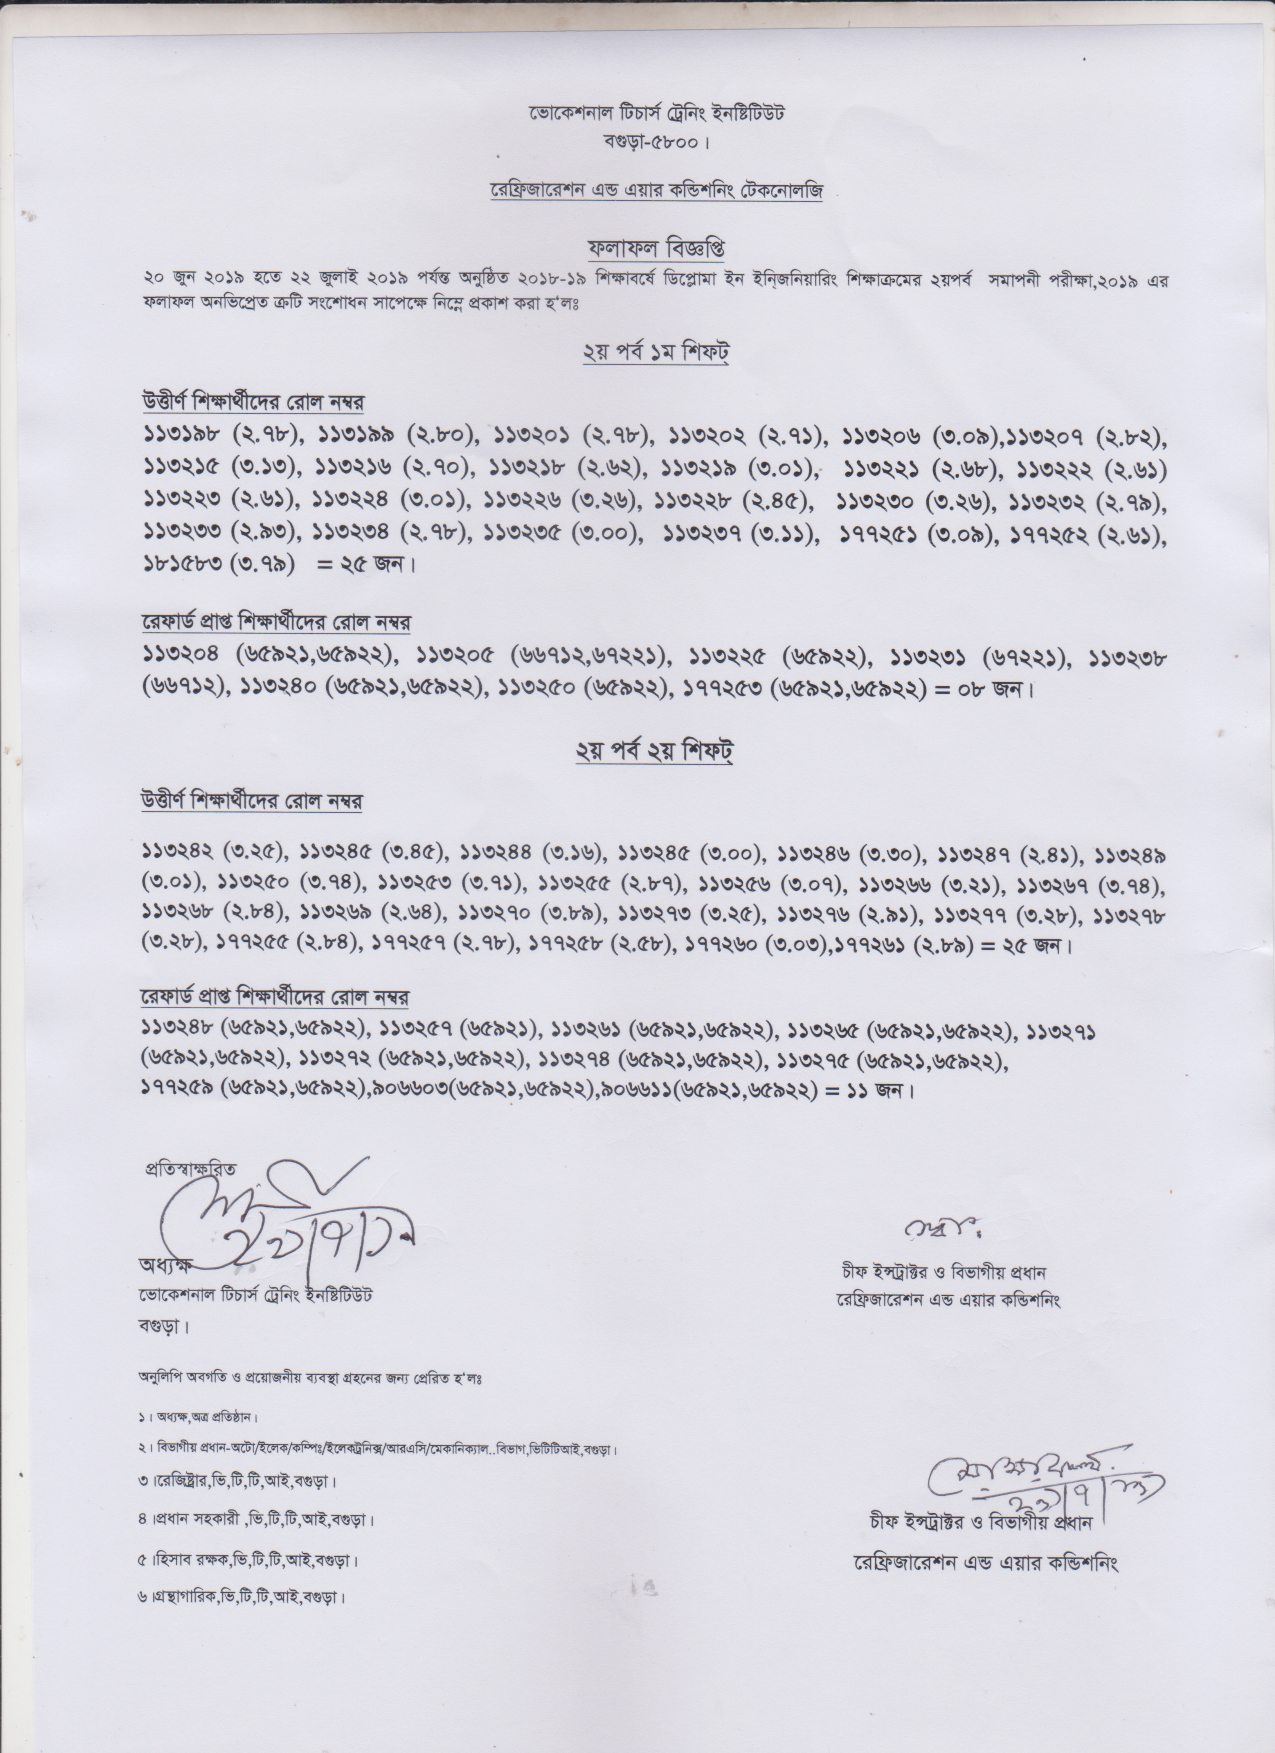 ভোকেশনাল টিচার্স ট্রেনিং ইনষ্টিটিউট
বগুড়া-৫৮০০।
রেফ্রিজারেশন এন্ড এয়ার কন্ডিশনিং টেকনোলজি
ফলাফল বিজ্ঞপ্তি
২০ জুন ২০১৯ হতে ২২ জুলাই ২০১৯ পর্যন্ত অনুষ্ঠিত ২০১৮-১৯ শিক্ষাবর্ষে ডিপ্লোমা ইন ইন্জিনিয়ারিং শিক্ষাক্রমের ২য়পর্ব সমাপনী পরীক্ষা,২০১৯ এর
ফলাফল অনভিপ্রেত ত্রুটি সংশোধন সাপেক্ষে নিম্নে প্রকাশ করা হ'লঃ
২য় পর্ব ১ম শিফট্
উত্তীর্ণ শিক্ষার্থীদের রোল নম্বর
১১৩১৯৮ (২.৭৮), ১১৩১৯৯ (২.৮০), ১১৩২০১ (২.৭৮), ১১৩২০২ (২.৭১), ১১৩২০৬ (৩.০৯),১১৩২০৭ (২.৮২),
১১৩২১৫ (৩.১৩), ১১৩২১৬ (২.৭০), ১১৩২১৮ (২.৬২), ১১৩২১৯ (৩.০১), ১১৩২২১ (২.৬৮), ১১৩২২২ (২.৬১)
১১৩২২৩ (২.৬১), ১১৩২২৪ (৩.০১), ১১৩২২৬ (৩.২৬), ১১৩২২৮ (২.৪৫), ১১৩২৩০ (৩.২৬), ১১৩২৩২ (২.৭৯),
১১৩২৩৩ (২.৯৩), ১১৩২৩৪ (২.৭৮), ১১৩২৩৫ (৩.০০), ১১৩২৩৭ (৩.১১), ১৭৭২৫১ (৩.০৯), ১৭৭২৫২ (২.৬১),
১৮১৫৮৩ (৩.৭৯) = ২৫ জন।
রেফার্ড প্রাপ্ত শিক্ষার্থীদের রোল নম্বর
১১৩২০৪ (৬৫৯২১,৬৫৯২২), ১১৩২০৫ (৬৬৭১২,৬৭২২১), ১১৩২২৫ (৬৫৯২২), ১১৩২৩১ (৬৭২২১), ১১৩২৩৮
(৬৬৭১২), ১১৩২৪০ (৬৫৯২১,৬৫৯২২), ১১৩২৫০ (৬৫৯২২), ১৭৭২৫৩ (৬৫৯২১,৬৫৯২২) = ০৮ জন।
২য় পর্ব ২য় শিফট্
উত্তীর্ণ শিক্ষার্থীদের রোল নম্বর
১১৩২৪২ (৩.২৫), ১১৩২৪৫ (৩.৪৫), ১১৩২৪৪ (৩.১৬), ১১৩২৪৫ (৩.০০), ১১৩২৪৬ (৩.৩০), ১১৩২৪৭ (২.৪১), ১১৩২৪৯
(৩.০১), ১১৩২৫০ (৩.৭৪), ১১৩২৫৩ (৩.৭১), ১১৩২৫৫ (২.৮৭), ১১৩২৫৬ (৩.০৭), ১১৩২৬৬ (৩.২১), ১১৩২৬৭ (৩.৭৪),
১১৩২৬৮ (২.৮৪), ১১৩২৬৯ (২.৬৪), ১১৩২৭০ (৩.৮৯), ১১৩২৭৩ (৩.২৫), ১১৩২৭৬ (২.৯১), ১১৩২৭৭ (৩.২৮), ১১৩২৭৮
(৩.২৮), ১৭৭২৫৫ (২.৮৪), ১৭৭২৫৭ (২.৭৮), ১৭৭২৫৮ (২.৫৮), ১৭৭২৬০ (৩.০৩),১৭৭২৬১ (২.৮৯) = ২৫ জন।
রেফার্ড প্রাপ্ত শিক্ষার্থীদের রোল নম্বর
১১৩২৪৮ (৬৫৯২১,৬৫৯২২), ১১৩২৫৭ (৬৫৯২১), ১১৩২৬১ (৬৫৯২১,৬৫৯২২), ১১৩২৬৫ (৬৫৯২১,৬৫৯২২), ১১৩২৭১
(৬৫৯২১,৬৫৯২২), ১১৩২৭২ (৬৫৯২১,৬৫৯২২), ১১৩২৭৪ (৬৫৯২১,৬৫৯২২), ১১৩২৭৫ (৬৫৯২১,৬৫৯২২),
১৭৭২৫৯ (৬৫৯২১,৬৫৯২২),৯০৬৬০৩(৬৫৯২১,৬৫৯২২),৯০৬৬১১(৬৫৯২১,৬৫৯২২) = ১১ জন।
প্রতিস্বাক্ষরিত
অধ্যক্ষ
ভোকেশনাল টিচার্স ট্রেনিং ইনষ্টিটিউট
বগুড়া।
চীফ ইন্সট্রাক্টর ও বিভাগীয় প্রধান
রেফ্রিজারেশন এন্ড এয়ার কন্ডিশনিং
অনুলিপি অবগতি ও প্রয়োজনীয় ব্যবস্থা গ্রহনের জন্য প্রেরিত হ'লঃ
১। অধ্যক্ষ,অত্র প্রতিষ্ঠান।
২। বিভাগীয় প্রধান-অটো/ইলেক/কম্পিঃ/ইলেকট্রনিক্স/আরএসি/মেকানিক্যাল..বিভাগ,ভিটিটিআই,বগুড়া।
৩।রেজিষ্ট্রার,ভি,টি,টি,আই,বগুড়া।
৪।প্রধান সহকারী ,ভি,টি,টি,আই,বগুড়া।
৫।হিসাব রক্ষক,ভি,টি,টি,আই,বগুড়া।
৬।গ্রন্থাগারিক,ভি,টি,টি,আই,বগুড়া।
চীফ ইন্সট্রাক্টর ও বিভাগীয় প্রধান
রেফ্রিজারেশন এন্ড এয়ার কন্ডিশনিং